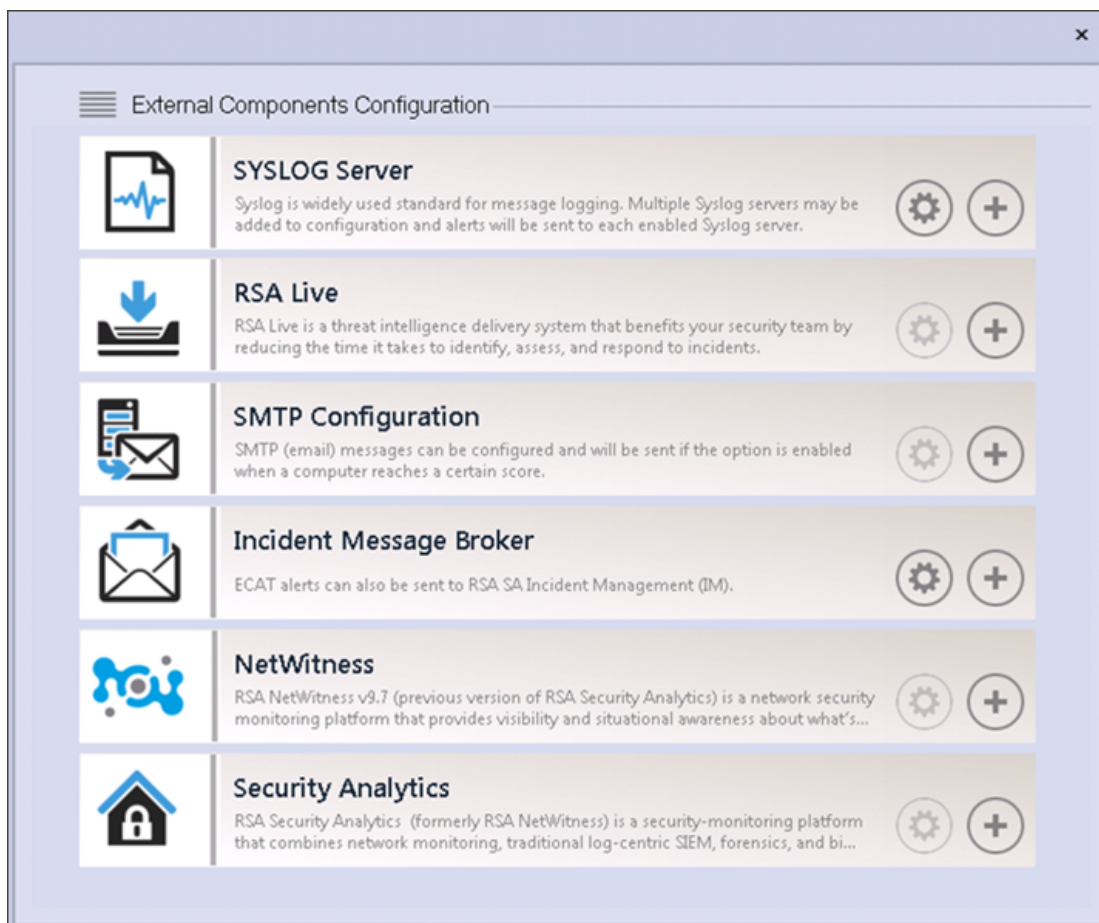 External Components Configuration
SYSLOG Server
Syslog is widely used standard for message logging. Multiple Syslog servers may be
added to configuration and alerts will be sent to each enabled Syslog server.
RSA Live
RSA Live is a threat intelligence delivery system that benefits your security team by
reducing the time it takes to identify, assess, and respond to incidents.
SMTP Configuration
SMTP (email) messages can be configured and will be sent if the option is enabled
when a computer reaches a certain score.
Incident Message Broker
ECAT alerts can also be sent to RSA SA Incident Management (IM).
NetWitness
RSA NetWitness v9.7 (previous version of RSA Security Analytics) is a network security
monitoring platform that provides visibility and situational awareness about what's...
Security Analytics
RSA Security Analytics (formerly RSA NetWitness) is a security-monitoring platform
that combines network monitoring, traditional log-centric SIEM, forensics, and bi...